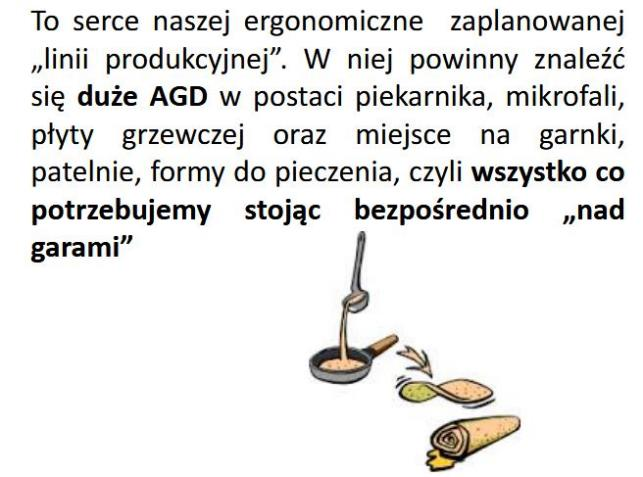 To serce naszej ergonomiczne zaplanowanej
„linii produkcyjnej”. W niej powinny znaleźć
się duże AGD w postaci piekarnika, mikrofali,
płyty grzewczej oraz miejsce na garnki,
patelnie, formy do pieczenia, czyli wszystko co
potrzebujemy stojąc bezpośrednio „nad
garami”